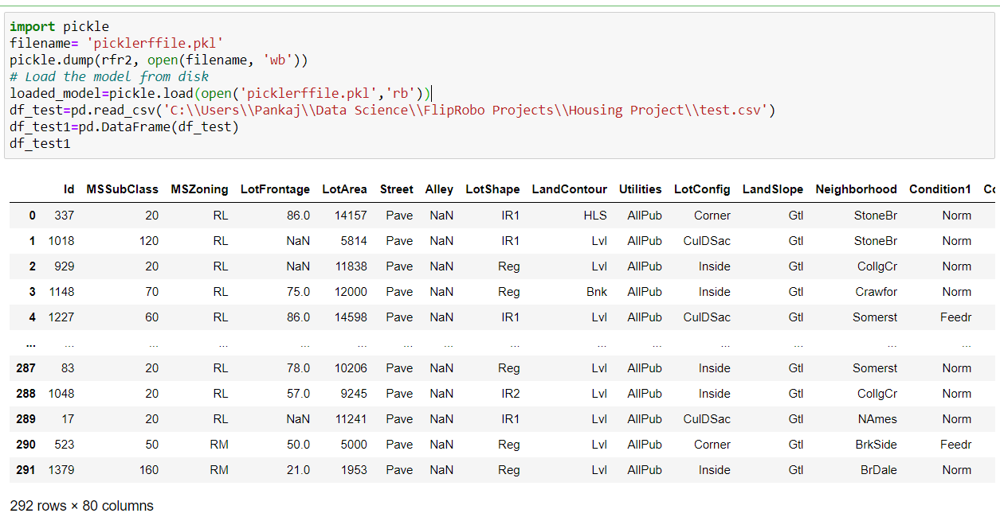 import pickle
filename= 'picklerffile.pkl'
pickle.dump(rfr2, open(filename, 'wb'))
# Load the model from disk
loaded_model=pickle.load(open('picklerffile.pkl','rb'))
df_test=pd.read_csv('C:\\Users\\Pankaj\\Data Science\\FlipRobo Projects\\Housing Project\\test.csv')
df_test1=pd.DataFrame(df_test)
df_test1
Id MSSubClass MSZoning LotFrontage LotArea Street Alley LotShape LandContour Utilities LotConfig LandSlope Neighborhood Condition1 Co
0 337 20 RL 86.0 14157 Pave NaN IR1 HLS AllPub Corner Gtl StoneBr Norm
1 1018 120 RL NaN 5814 Pave NaN IR1 Lvl AllPub CulDSac Gtl StoneBr Norm
2 929 20 RL NaN 11838 Pave NaN Reg Lvl AllPub Inside Gtl CollgCr Norm
3 1148 70 RL 75.0 12000 Pave NaN Reg Bnk AllPub Inside Gtl Crawfor Norm
4 1227 60 RL 86.0 14598 Pave NaN IR1 Lvl AllPub CulDSac Gtl Somerst Feedr
... ... ... ... ... ... ... ... ... ... ... ... ... ... ...
287 83 20 RL 78.0 10206 Pave NaN Reg Lvl AllPub Inside Gtl Somerst Norm
288 1048 20 RL 57.0 9245 Pave NaN IR2 Lvl AllPub Inside Gtl CollgCr Norm
289 17 20 RL NaN 11241 Pave NaN IR1 Lvl AllPub CulDSac Gtl NAmes Norm
290 523 50 RM 50.0 5000 Pave NaN Reg Lvl AllPub Corner Gtl BrkSide Feedr
291 1379 160 RM 21.0 1953 Pave NaN Reg Lvl AllPub Inside Gtl BrDale Norm
292 rows × 80 columns